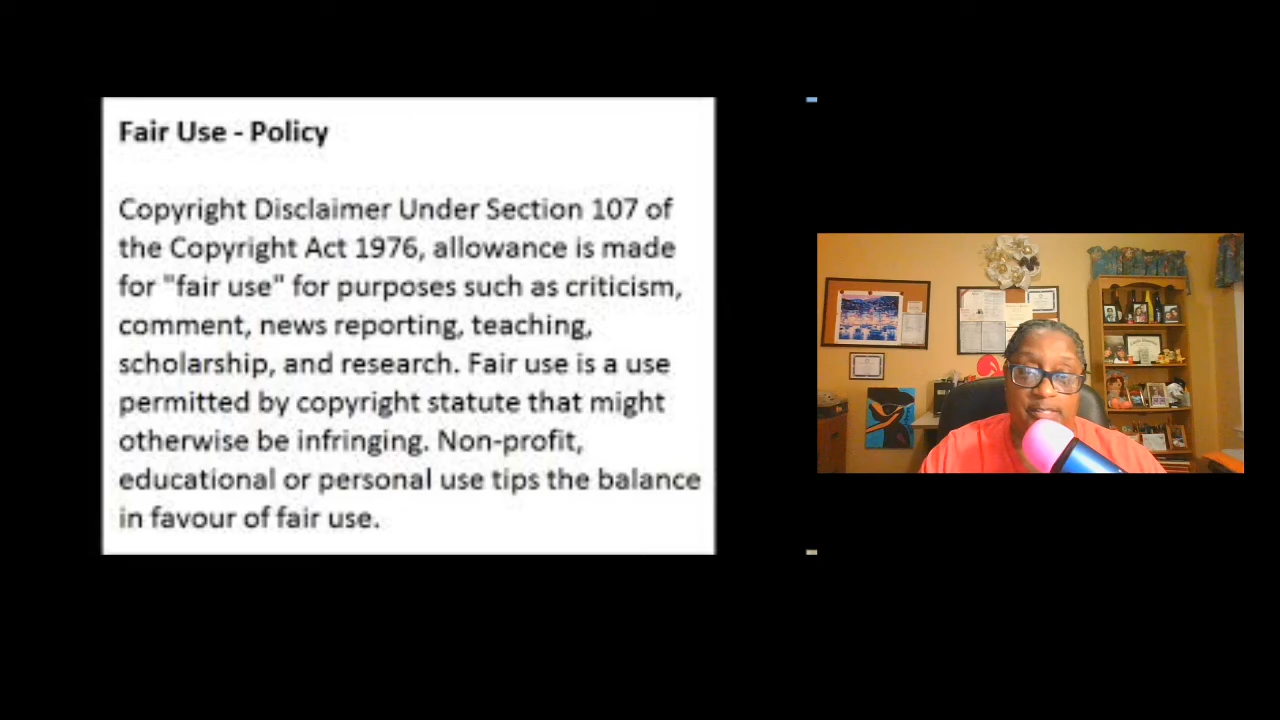 Fair Use - Policy
Copyright Disclaimer Under Section 107 of
the Copyright Act 1976, allowance is made
for "fair use" for purposes such as criticism,
comment, news reporting, teaching,
scholarship, and research. Fair use is a use
permitted by copyright statute that might
otherwise be infringing. Non-profit,
educational or personal use tips the balance
in favour of fair use.